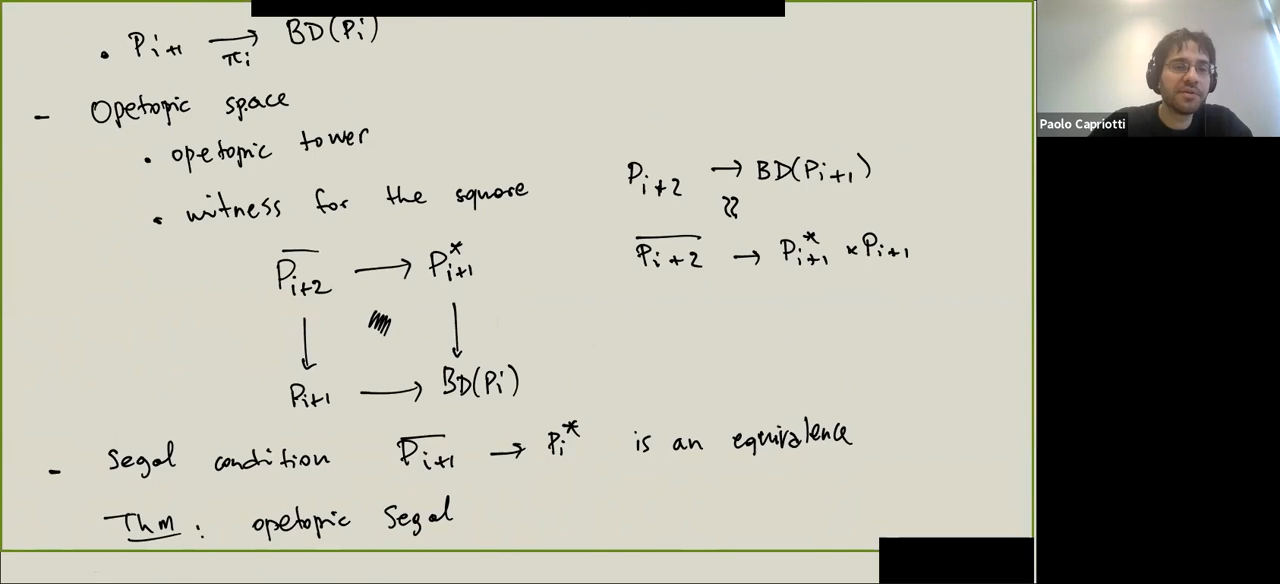 • P_{i+1} →_{π_i} BD(P_i)
- Opetopic space
• opetopic tower
• witness for the square
P_{i+2} → BD(P_{i+1})
≀≀
\overline{P_{i+2}} → P_{i+1}^* × P_{i+1}
\overline{P_{i+2}} → P_{i+1}^*
↓ ↓
P_{i+1} → BD(P_i)
- Segal condition \overline{P_{i+1}} → P_i^* is an equivalence
Thm: opetopic Segal
Paolo Capriotti